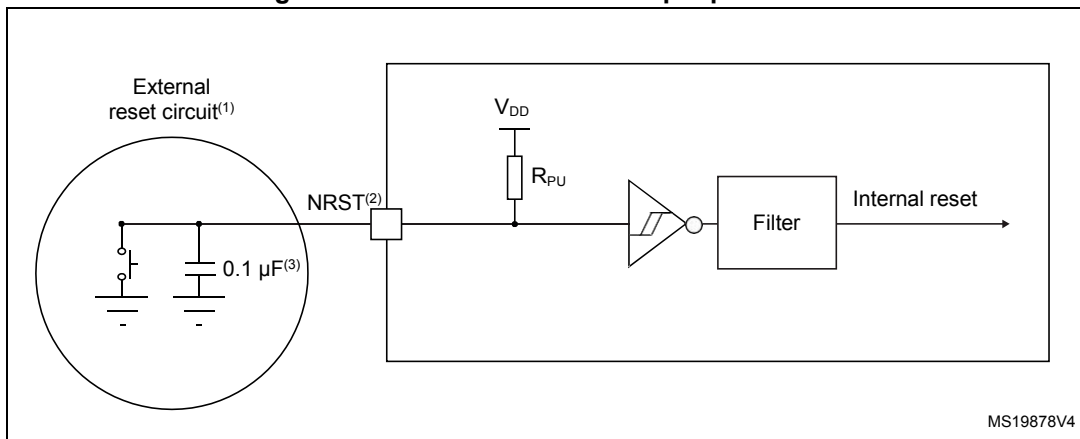 External
reset circuit(1)
VDD
RPU
NRST(2)
0.1 µF(3)
Filter
Internal reset
MS19878V4